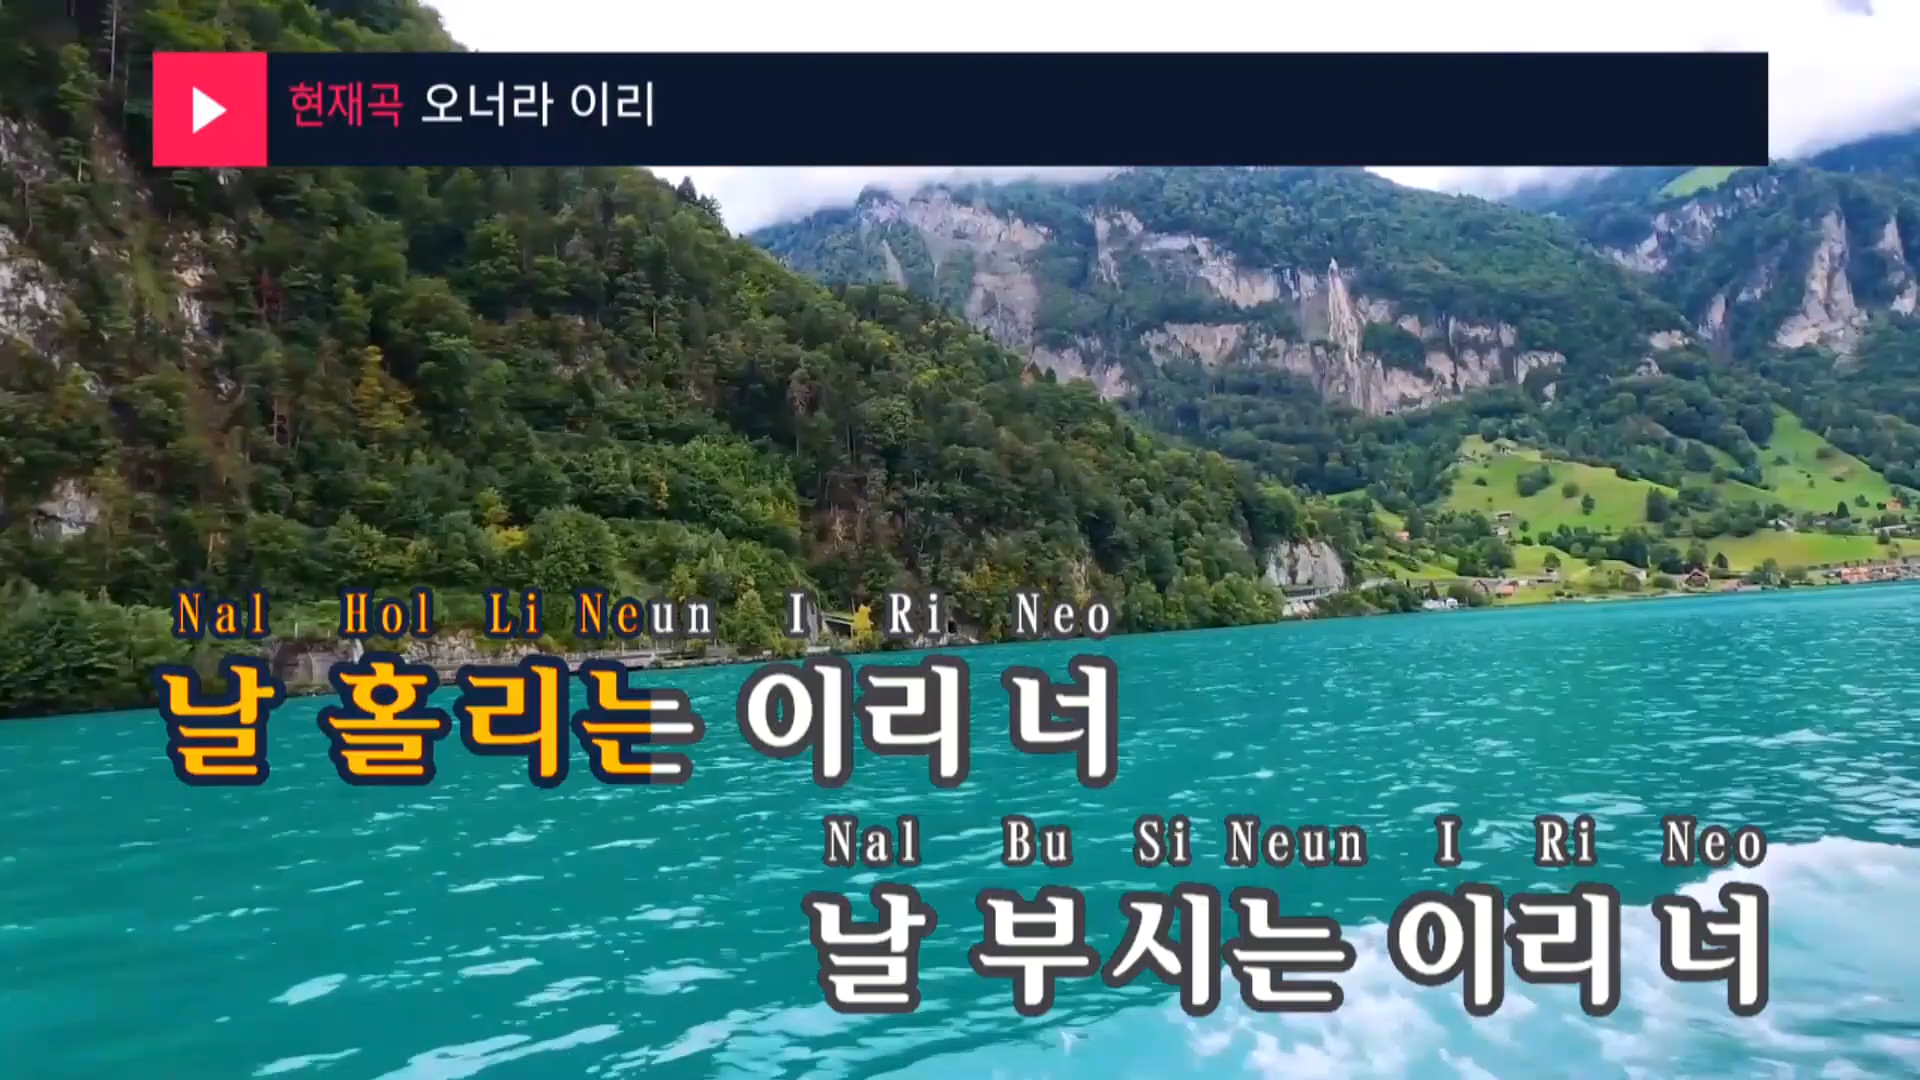 현재곡 오너라 이리
Nal Hol Li Neun I Ri Neo
날 홀리는 이리 너
Nal Bu Si Neun I Ri Neo
날 부시는 이리 너